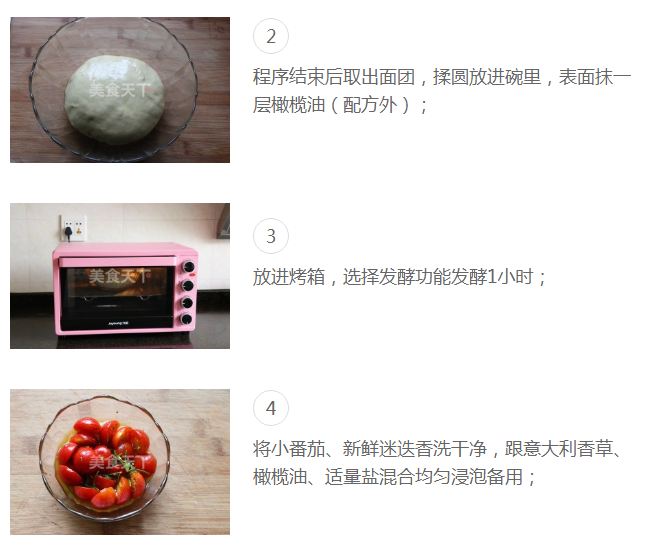 美食天下
2
程序结束后取出面团，揉圆放进碗里，表面抹一
层橄榄油（配方外）；
美食天下
Joyoung 九阳
3
放进烤箱，选择发酵功能发酵1小时；
美食天下
4
将小番茄、新鲜迷迭香洗干净，跟意大利香草、
橄榄油、适量盐混合均匀浸泡备用；